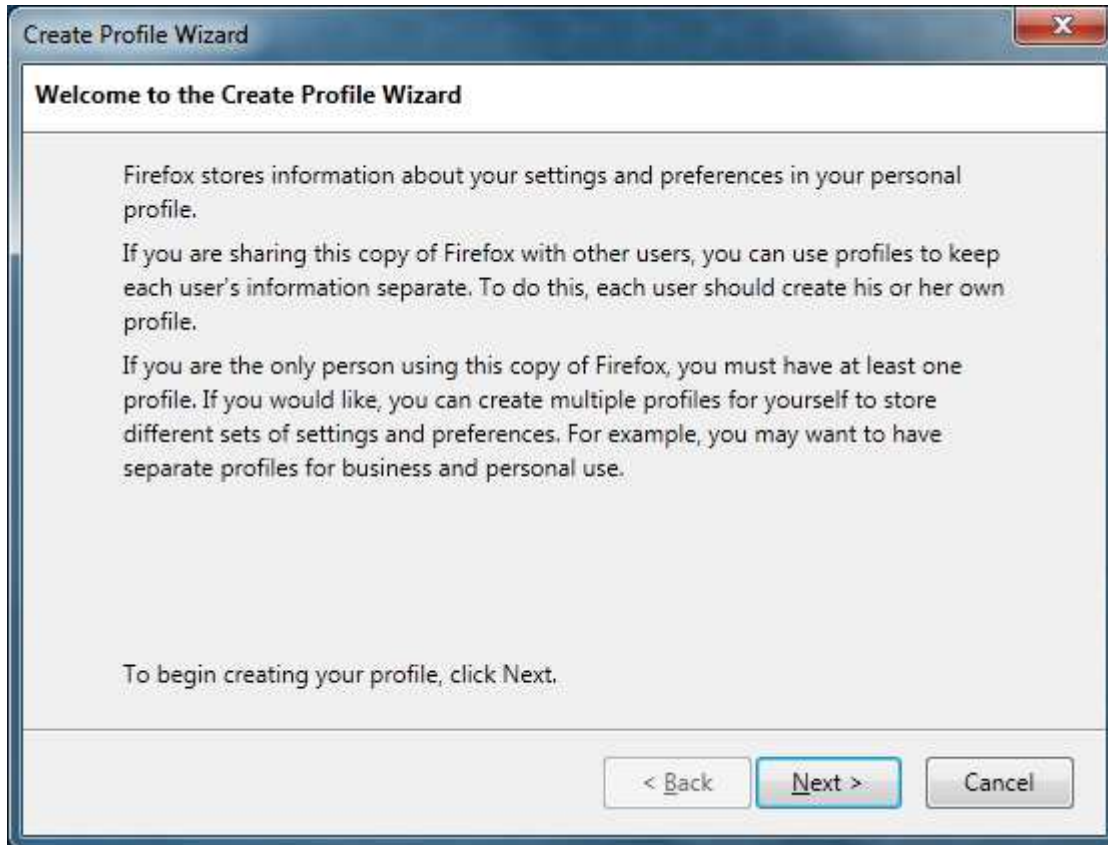 Create Profile Wizard
Welcome to the Create Profile Wizard
Firefox stores information about your settings and preferences in your personal
profile.
If you are sharing this copy of Firefox with other users, you can use profiles to keep
each user's information separate. To do this, each user should create his or her own
profile.
If you are the only person using this copy of Firefox, you must have at least one
profile. If you would like, you can create multiple profiles for yourself to store
different sets of settings and preferences. For example, you may want to have
separate profiles for business and personal use.
To begin creating your profile, click Next.
< Back Next > Cancel